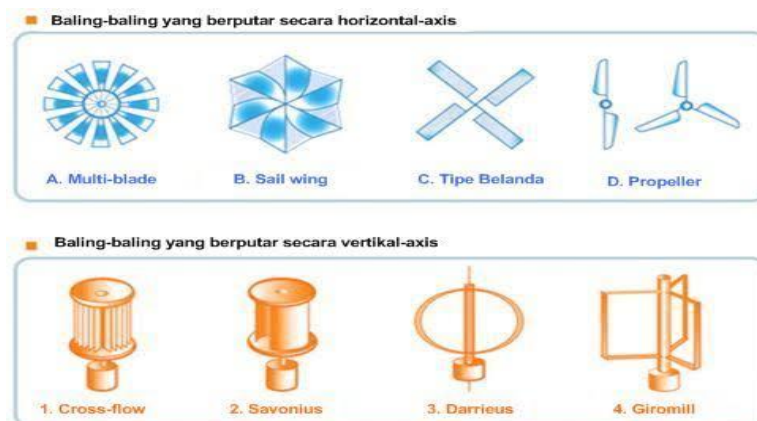 Baling-baling yang berputar secara horizontal-axis
A. Multi-blade
B. Sail wing
C. Tipe Belanda
D. Propeller
Baling-baling yang berputar secara vertikal-axis
1. Cross-flow
2. Savonius
3. Darrieus
4. Giromill